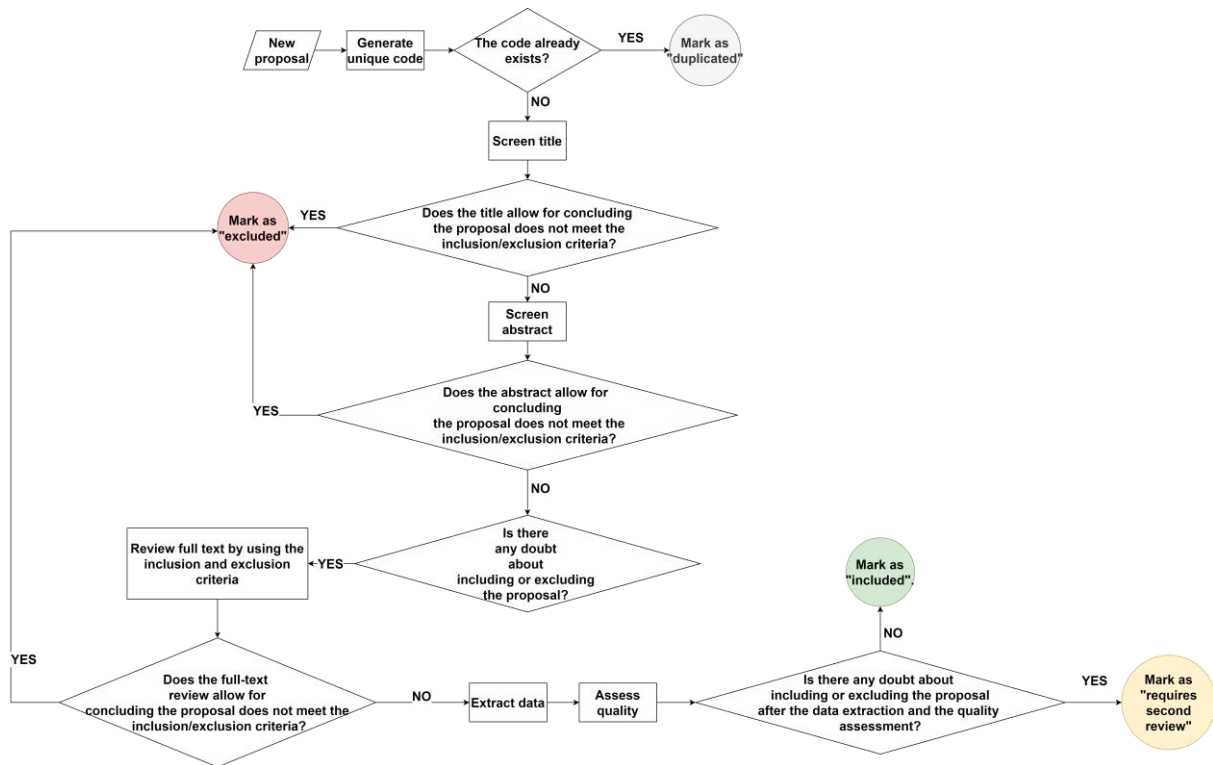 New
proposal
Generate
unique code
The code already
exists?
YES
Mark as
"duplicated"
NO
Screen title
Does the title allow for concluding
the proposal does not meet the
inclusion/exclusion criteria?
YES
Mark as
"excluded"
NO
Screen
abstract
Does the abstract allow for
concluding
the proposal does not meet the
inclusion/exclusion criteria?
YES
NO
Is there
any doubt
about
including or excluding
the proposal?
YES
Review full text by using the
inclusion and exclusion
criteria
Does the full-text
review allow for
concluding the proposal does not meet the
inclusion/exclusion criteria?
YES
NO
Extract data
Assess
quality
Is there any doubt about
including or excluding the proposal
after the data extraction and the quality
assessment?
NO
Mark as
"included".
YES
Mark as
"requires
second
review"